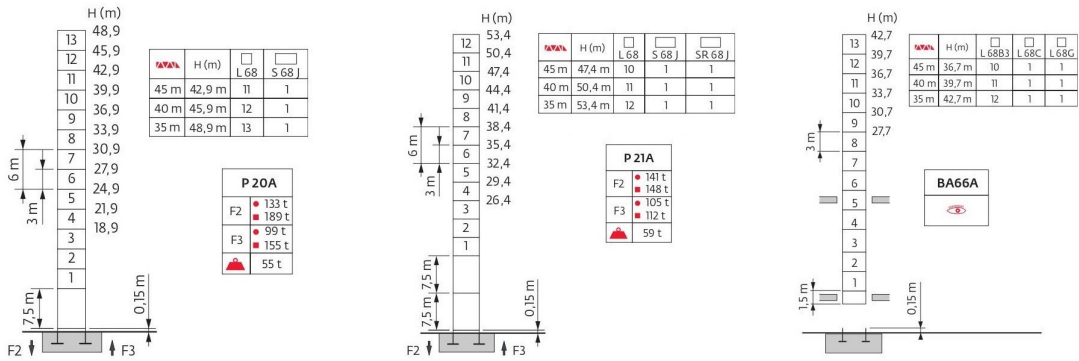 H (m)
13 48,9
12 45,9
11 42,9
10 39,9
9 36,9
8 33,9
7 30,9
6 27,9
5 24,9
4 21,9
3 18,9
2
1
6 m
3 m
7,5 m
0,15 m
F2 F3
H (m) L 68 S 68 J
45 m 42,9 m 11 1
40 m 45,9 m 12 1
35 m 48,9 m 13 1
P 20A
F2 133 t
189 t
F3 99 t
155 t
55 t
H (m)
12 53,4
11 50,4
10 47,4
9 44,4
8 41,4
7 38,4
6 35,4
5 32,4
4 29,4
3 26,4
2
1
6 m
3 m
7,5 m
7,5 m
0,15 m
F2 F3
H (m) L 68 S 68 J SR 68 J
45 m 47,4 m 10 1 1
40 m 50,4 m 11 1 1
35 m 53,4 m 12 1 1
P 21A
F2 141 t
148 t
F3 105 t
112 t
59 t
H (m)
13 42,7
12 39,7
11 36,7
10 33,7
9 30,7
8 27,7
7
6
5
4
3
2
1
3 m
1,5 m
0,15 m
H (m) L 68B3 L 68C L 68G
45 m 36,7 m 10 1 1
40 m 39,7 m 11 1 1
35 m 42,7 m 12 1 1
BA66A